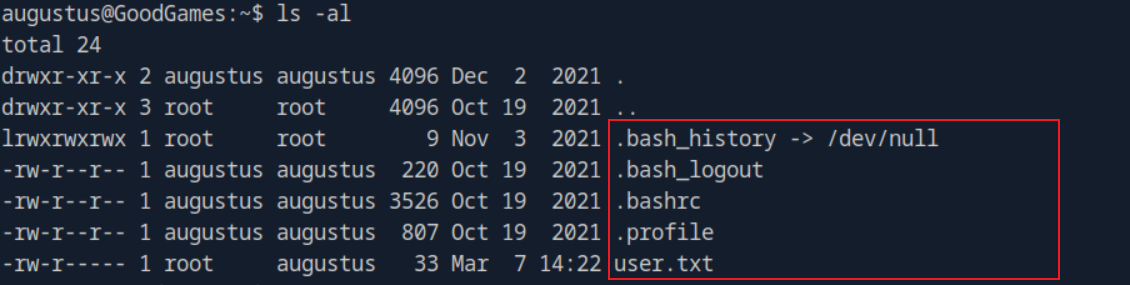 augustus@GoodGames:~$ ls -al
total 24
drwxr-xr-x 2 augustus augustus 4096 Dec  2  2021 .
drwxr-xr-x 3 root     root     4096 Oct 19  2021 ..
lrwxrwxrwx 1 root     root        9 Nov  3  2021 .bash_history -> /dev/null
-rw-r--r-- 1 augustus augustus  220 Oct 19  2021 .bash_logout
-rw-r--r-- 1 augustus augustus 3526 Oct 19  2021 .bashrc
-rw-r--r-- 1 augustus augustus  807 Oct 19  2021 .profile
-rw-r----- 1 root     augustus   33 Mar  7 14:22 user.txt